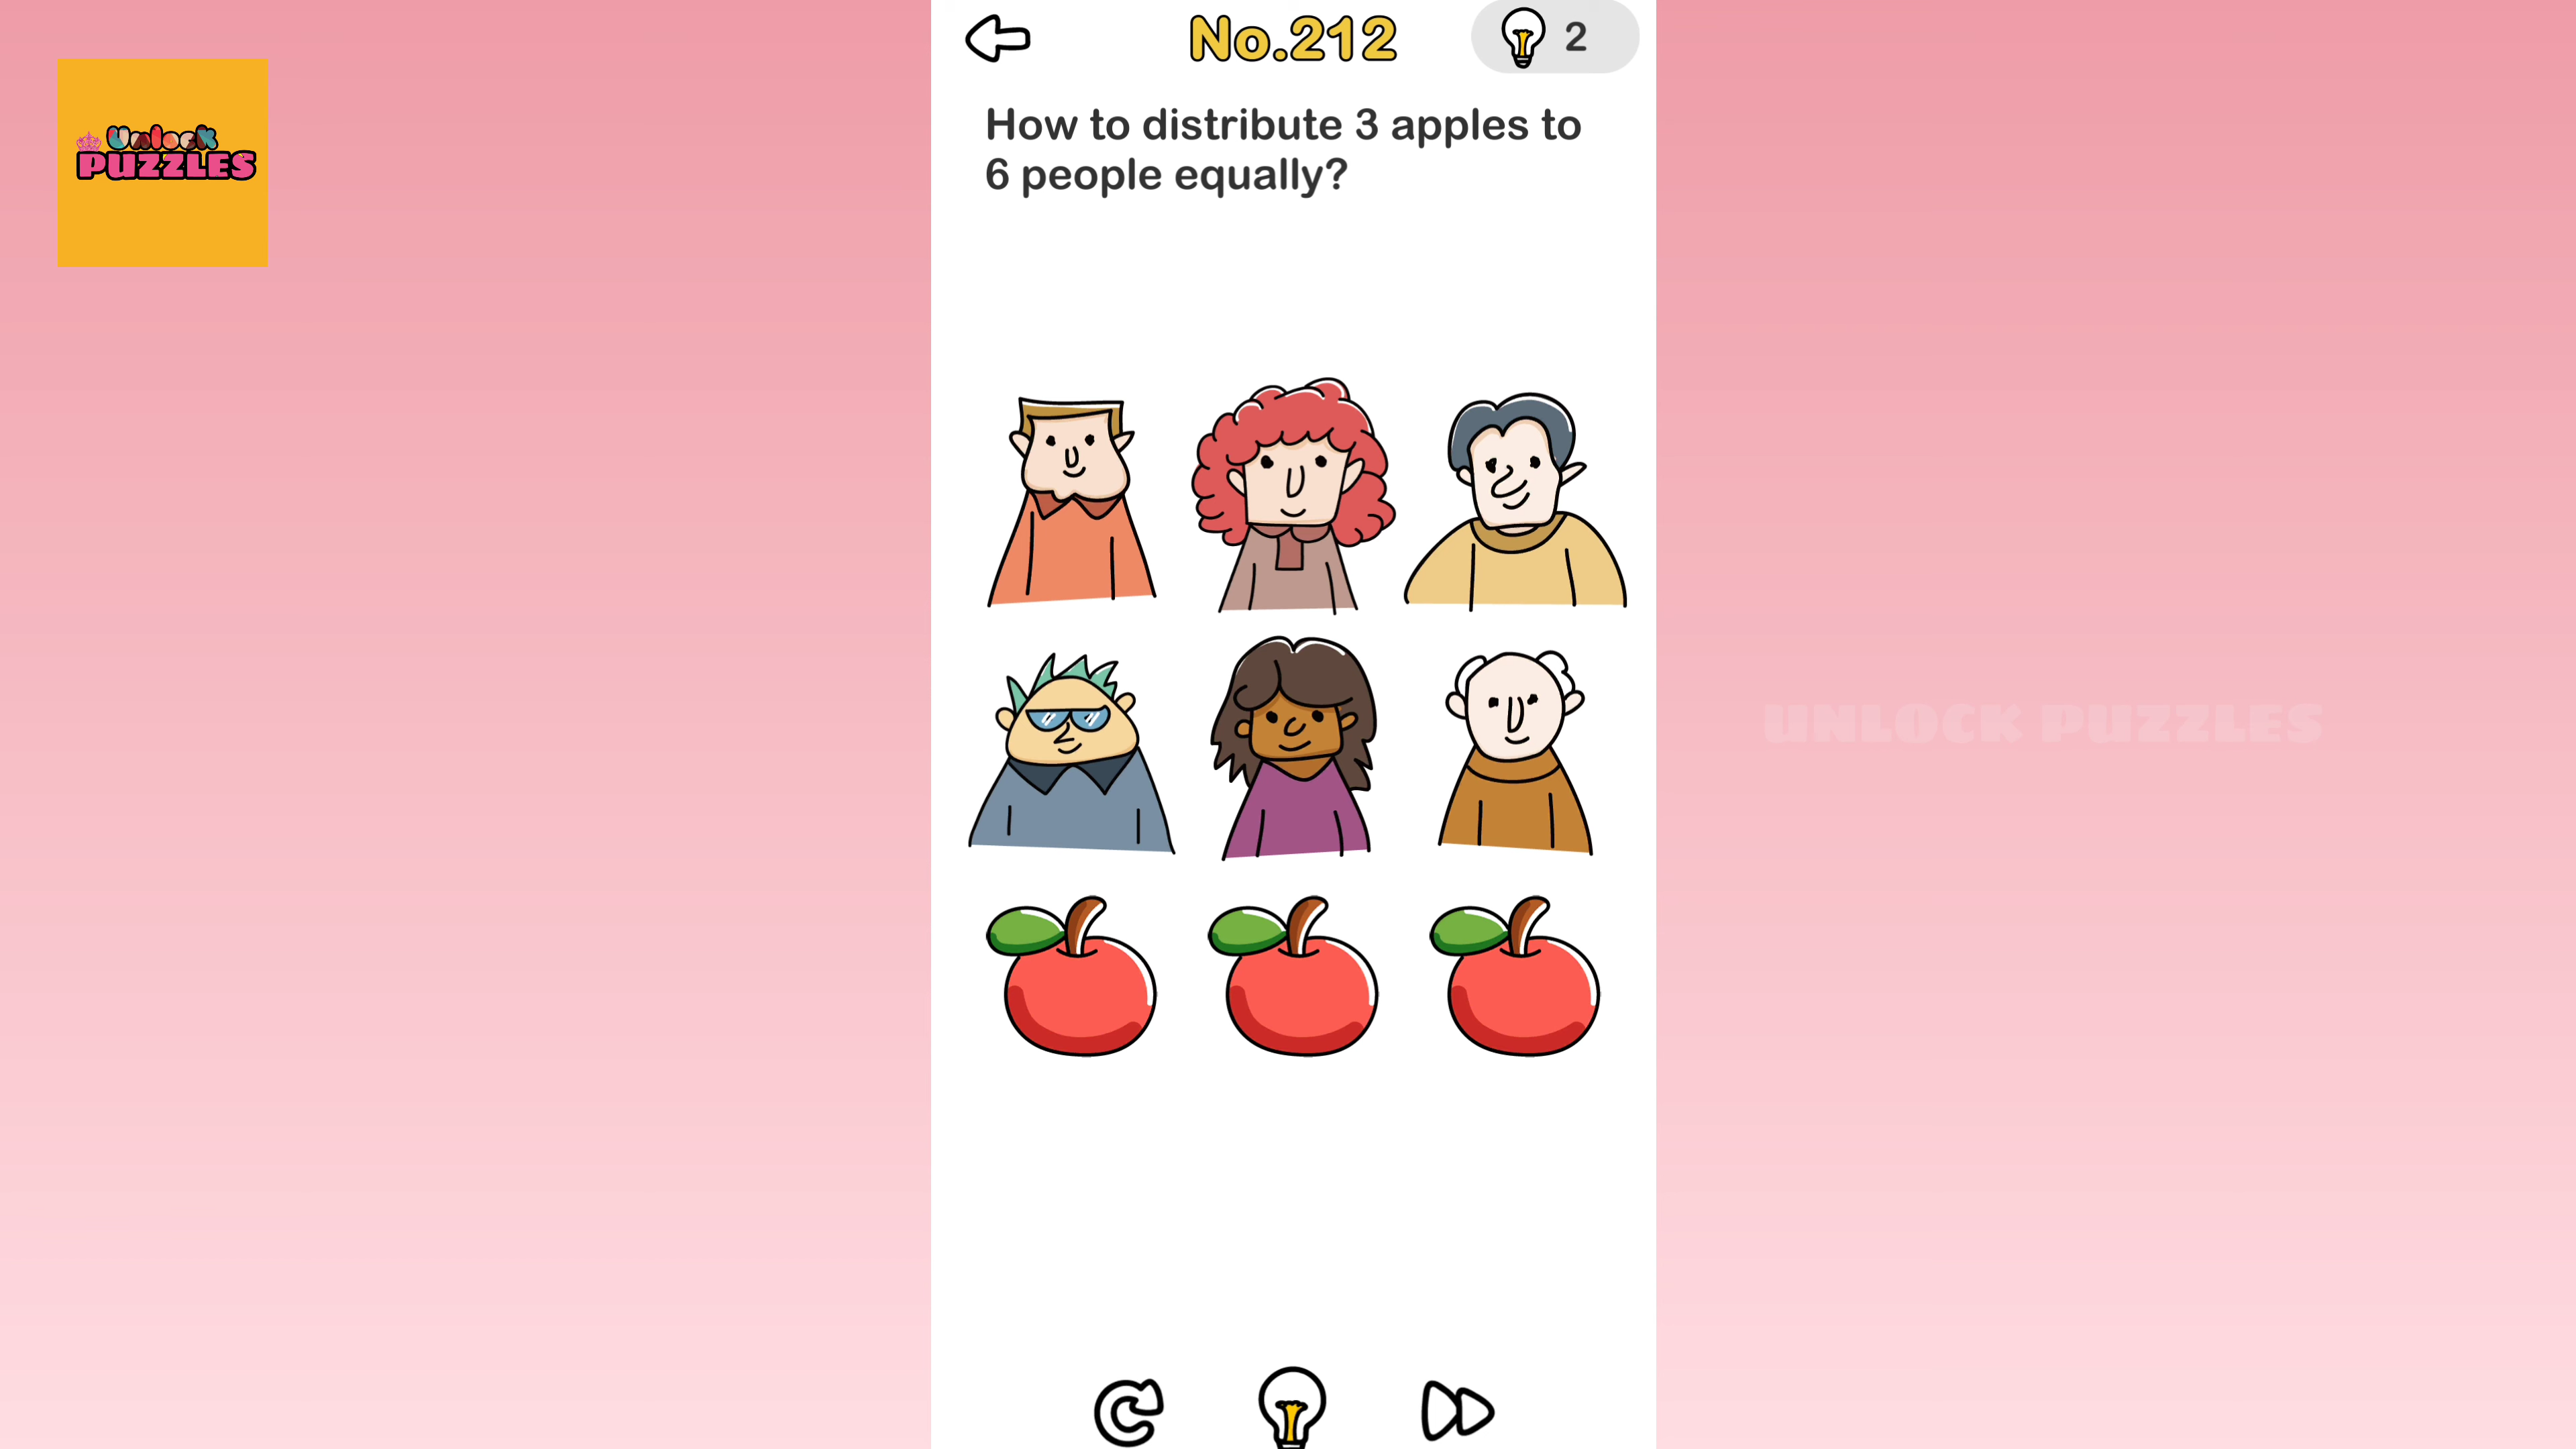 No.212
2
How to distribute 3 apples to
6 people equally?
Unlock
PUZZLES
UNLOCK PUZZLES